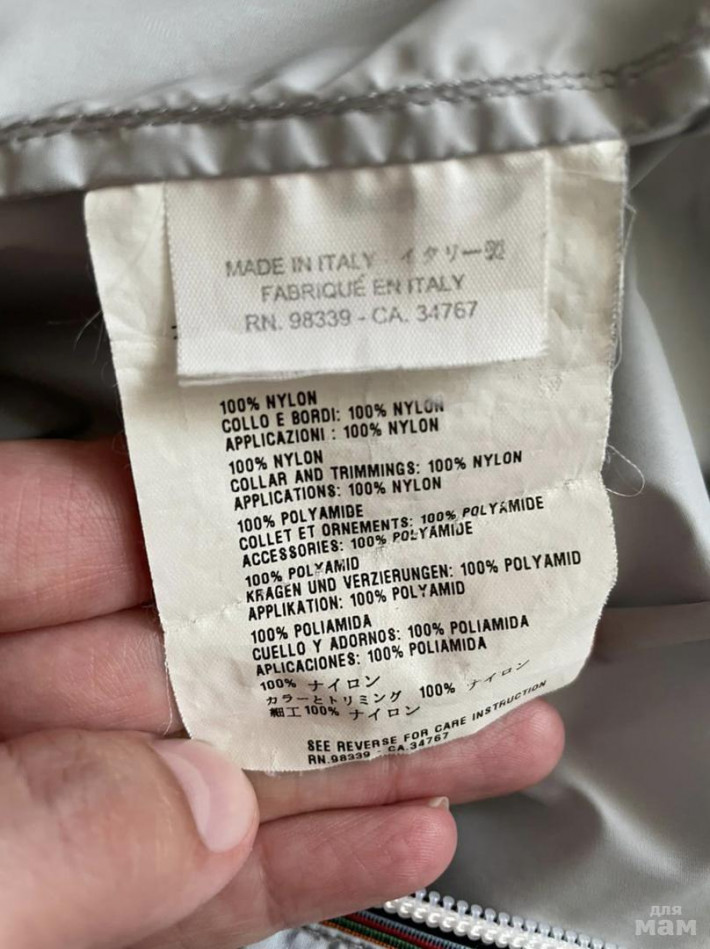 MADE IN ITALY イタリー製
FABRIQUÉ EN ITALY
RN. 98339 - CA. 34767
100% NYLON
COLLO E BORDI: 100% NYLON
APPLICAZIONI : 100% NYLON
100% NYLON
COLLAR AND TRIMMINGS: 100% NYLON
APPLICATIONS: 100% NYLON
100% POLYAMIDE
COLLET ET ORNEMENTS: 100% POLYAMIDE
ACCESSORIES: 100% POLYAMIDE
100% POLYAMID
KRAGEN UND VERZIERUNGEN: 100% POLYAMID
APPLIKATION: 100% POLYAMID
100% POLIAMIDA
CUELLO Y ADORNOS: 100% POLIAMIDA
APLICACIONES: 100% POLIAMIDA
100% ナイロン
カラーとトリミング 100% ナイロン
細工100% ナイロン
SEE REVERSE FOR CARE INSTRUCTION
RN.98339 - CA.34767
для
мам